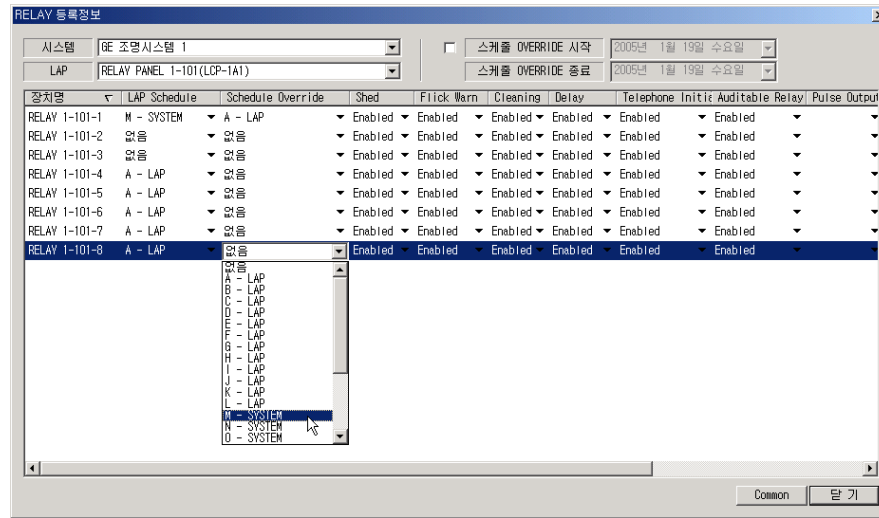 RELAY 등록정보
시스템 GE 조명시스템 1 스케줄 OVERRIDE 시작 2005년 1월 19일 수요일
LAP RELAY PANEL 1-101(LCP-1A1) 스케줄 OVERRIDE 종료 2005년 1월 19일 수요일
장치명 LAP Schedule Schedule Override Shed Flick Warn Cleaning Delay Telephone Auditable Relay Pulse Output
RELAY 1-101-1 M - SYSTEM A - LAP Enabled Enabled Enabled Enabled Enabled Enabled
RELAY 1-101-2 없음 없음 Enabled Enabled Enabled Enabled Enabled Enabled
RELAY 1-101-3 없음 없음 Enabled Enabled Enabled Enabled Enabled Enabled
RELAY 1-101-4 A - LAP 없음 Enabled Enabled Enabled Enabled Enabled Enabled
RELAY 1-101-5 A - LAP 없음 Enabled Enabled Enabled Enabled Enabled Enabled
RELAY 1-101-6 A - LAP 없음 Enabled Enabled Enabled Enabled Enabled Enabled
RELAY 1-101-7 A - LAP 없음 Enabled Enabled Enabled Enabled Enabled Enabled
RELAY 1-101-8 A - LAP 없음 Enabled Enabled Enabled Enabled Enabled Enabled
없음
A - LAP
B - LAP
C - LAP
D - LAP
E - LAP
F - LAP
G - LAP
H - LAP
I - LAP
J - LAP
K - LAP
L - LAP
M - SYSTEM
N - SYSTEM
O - SYSTEM
Common 닫 기